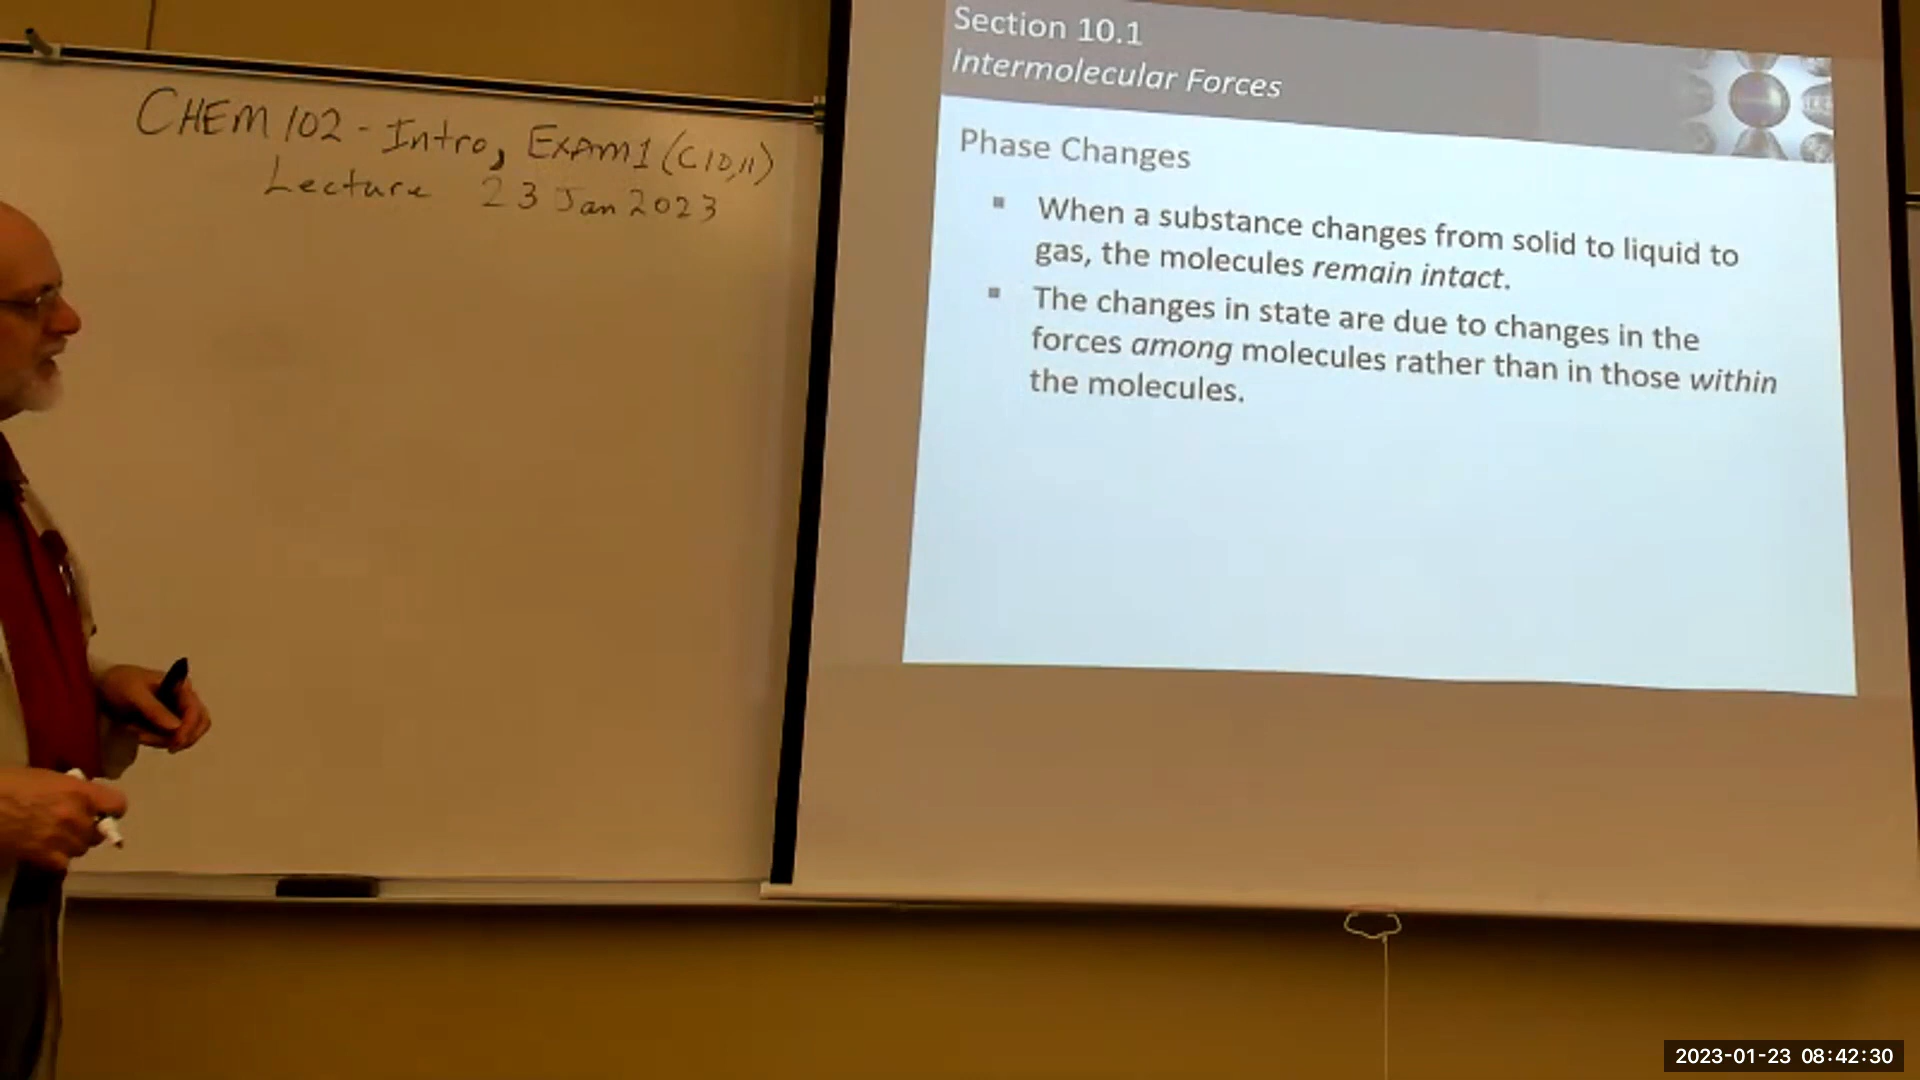 CHEM 102 - Intro, Exam 1 (C10,11)
Lecture 23 Jan 2023
Section 10.1
Intermolecular Forces
Phase Changes
▪ When a substance changes from solid to liquid to
gas, the molecules remain intact.
▪ The changes in state are due to changes in the
forces among molecules rather than in those within
the molecules.
2023-01-23 08:42:30